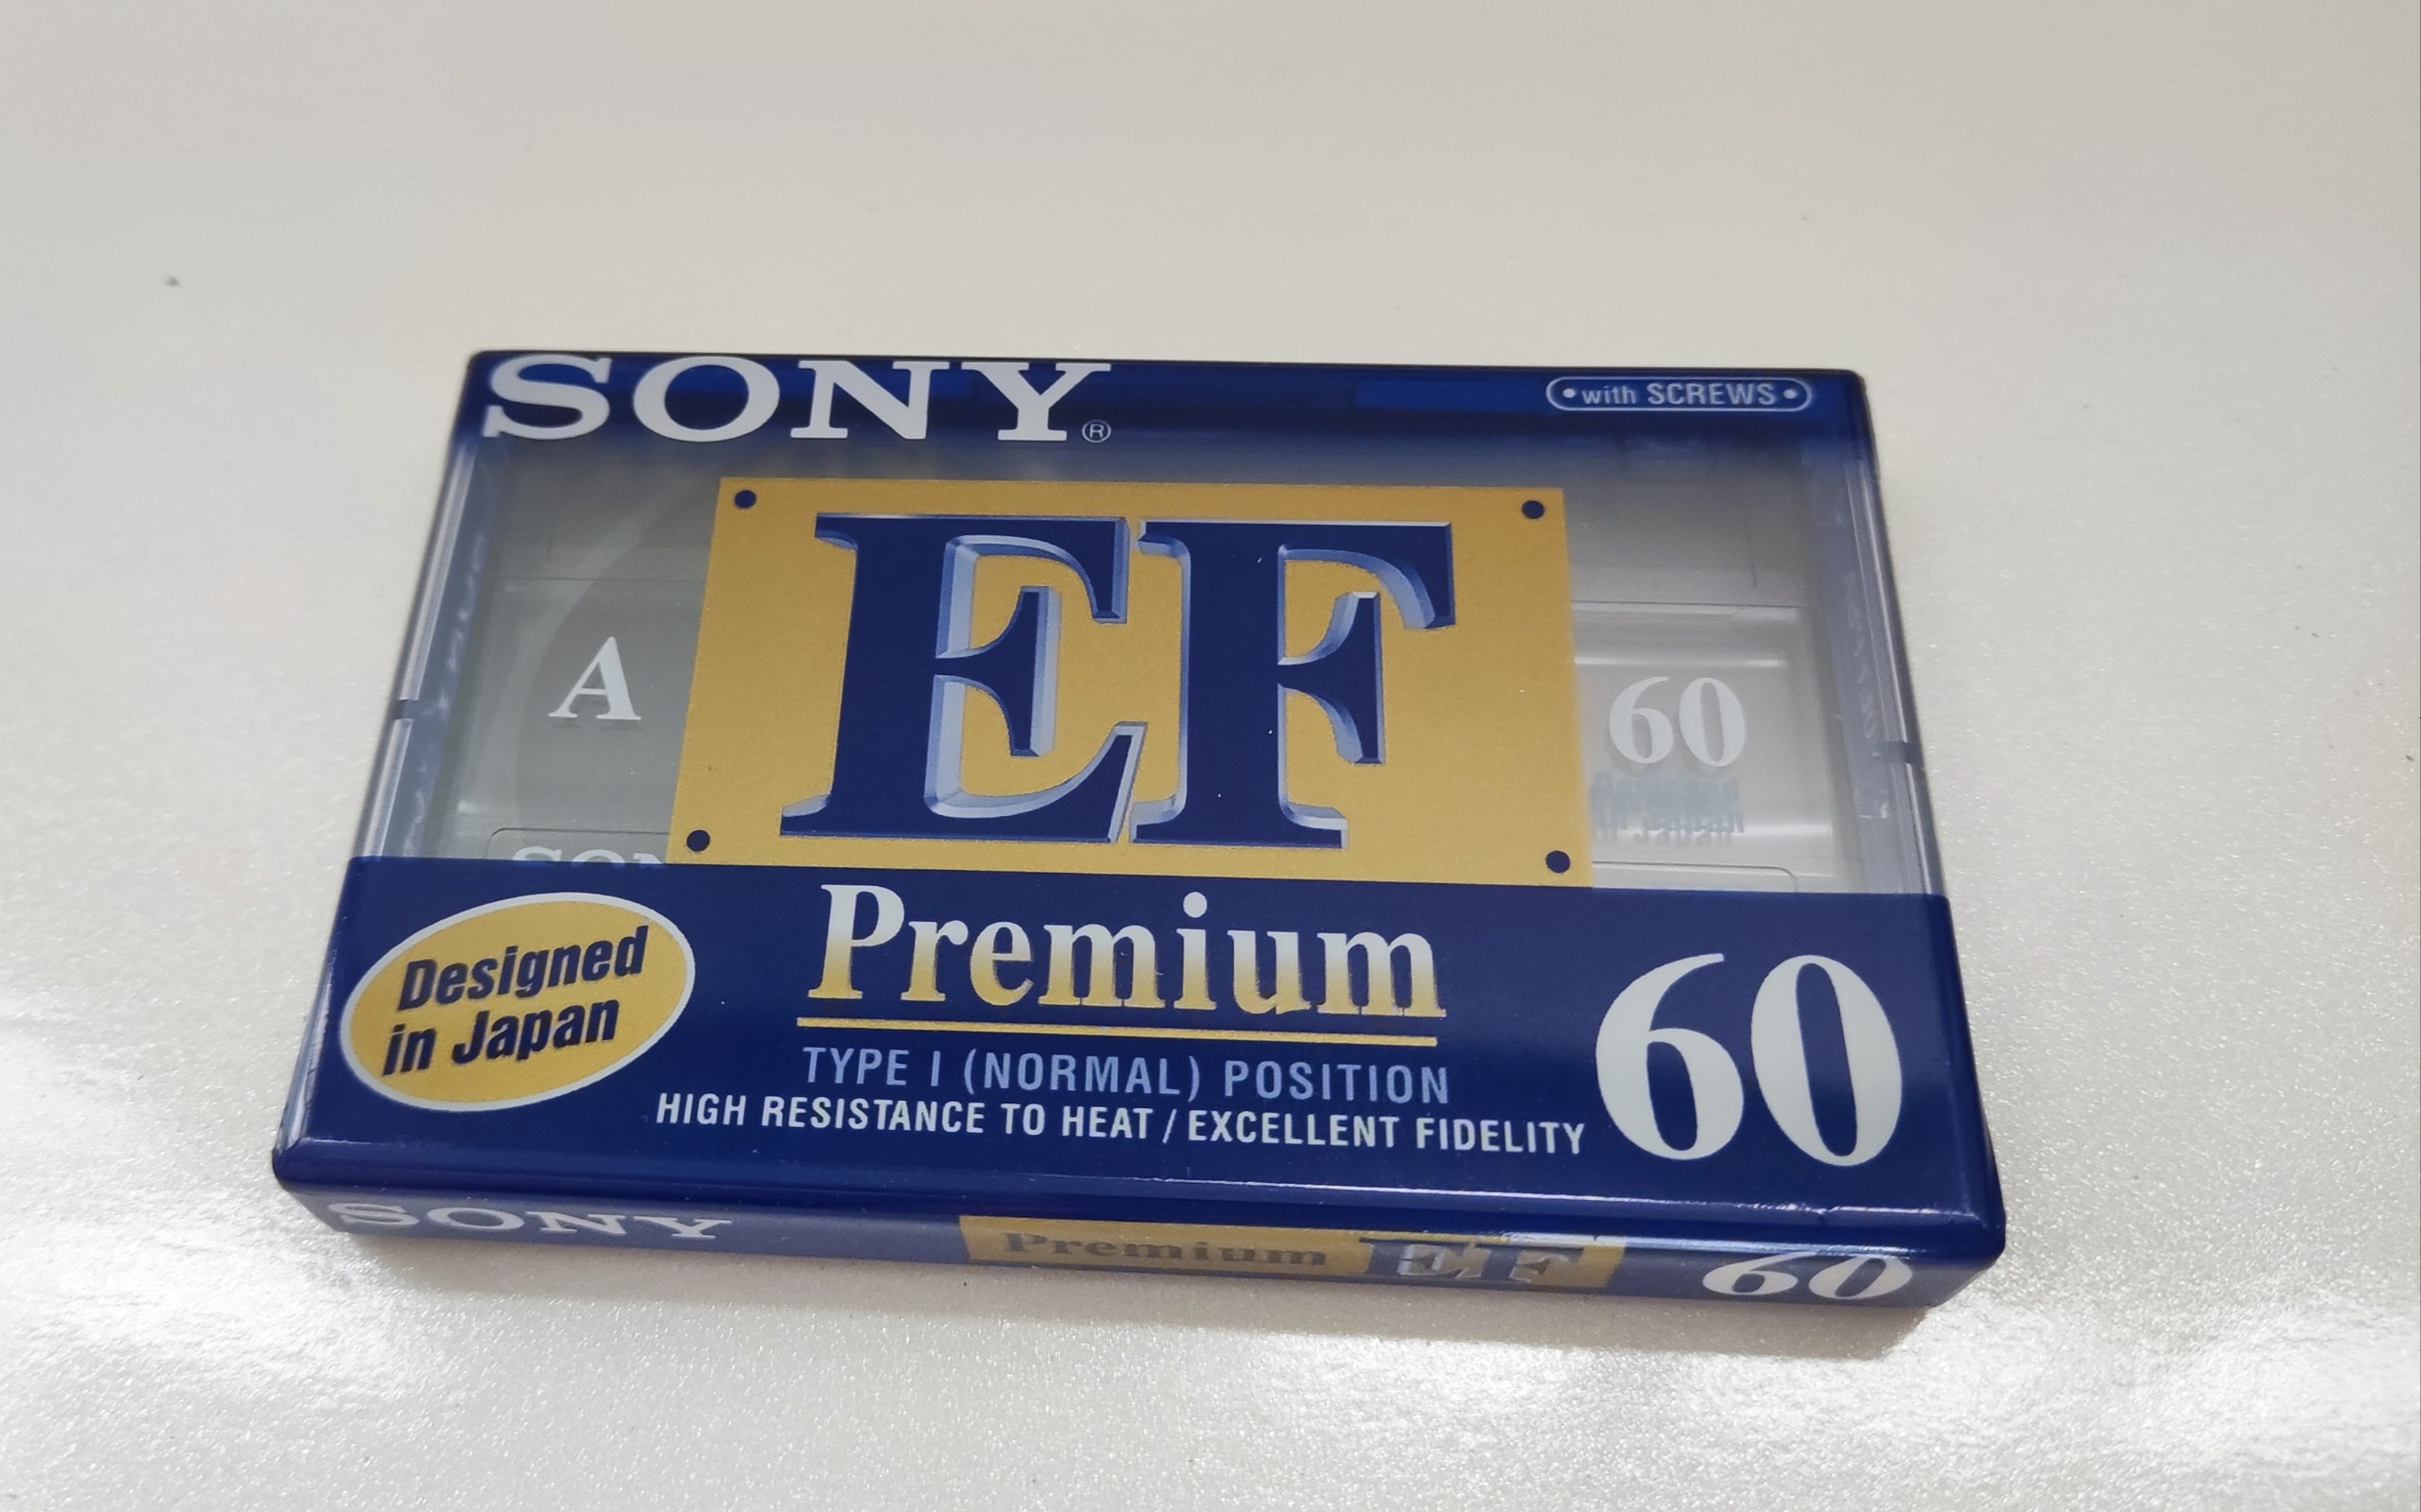 SONY®
• with SCREWS •
EF
A
60
SON
Premium
Designed
in Japan
60
TYPE I (NORMAL) POSITION
HIGH RESISTANCE TO HEAT / EXCELLENT FIDELITY
SONY Premium EF 60